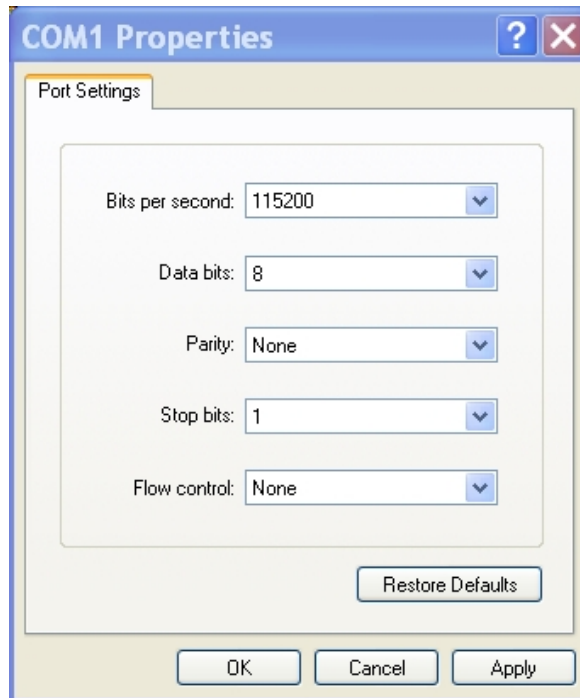 COM1 Properties
Port Settings
Bits per second: 115200
Data bits: 8
Parity: None
Stop bits: 1
Flow control: None
Restore Defaults
OK Cancel Apply